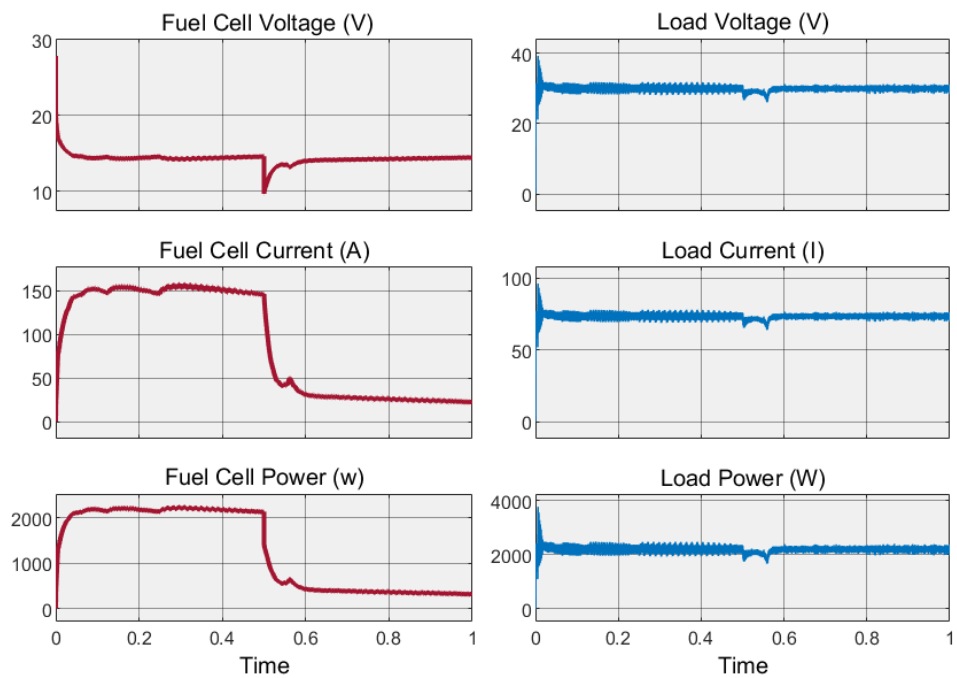 Fuel Cell Voltage (V)
30
20
10
Load Voltage (V)
40
20
0
Fuel Cell Current (A)
150
100
50
0
Load Current (I)
100
50
0
Fuel Cell Power (w)
2000
1000
0
0 0.2 0.4 0.6 0.8 1
Time
Load Power (W)
4000
2000
0
0 0.2 0.4 0.6 0.8 1
Time